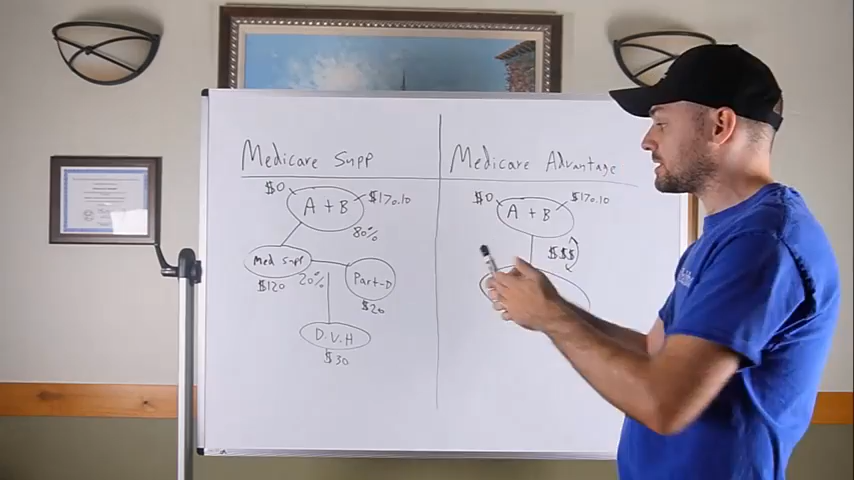 Medicare Supp
$0
A + B
$170.10
80%
Med Supp
$120
20%
Part-D
$20
D.V.H
$30
Medicare Advantage
$0
A + B
$170.10
$$$